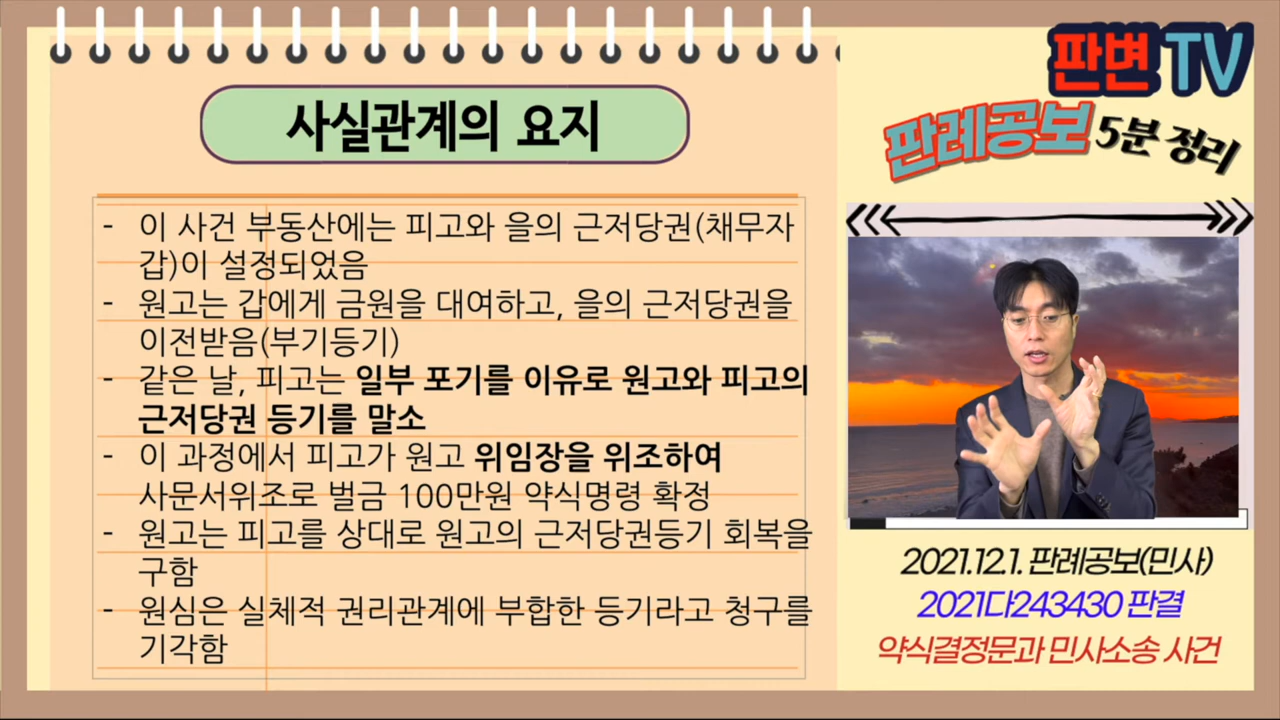 판변 TV
판례공보 5분 정리
사실관계의 요지
- 이 사건 부동산에는 피고와 을의 근저당권(채무자
갑)이 설정되었음
- 원고는 갑에게 금원을 대여하고, 을의 근저당권을
이전받음(부기등기)
- 같은 날, 피고는 일부 포기를 이유로 원고와 피고의
근저당권 등기를 말소
- 이 과정에서 피고가 원고 위임장을 위조하여
사문서위조로 벌금 100만원 약식명령 확정
- 원고는 피고를 상대로 원고의 근저당권등기 회복을
구함
- 원심은 실체적 권리관계에 부합한 등기라고 청구를
기각함
2021.12.1. 판례공보(민사)
2021다243430 판결
약식결정문과 민사소송 사건